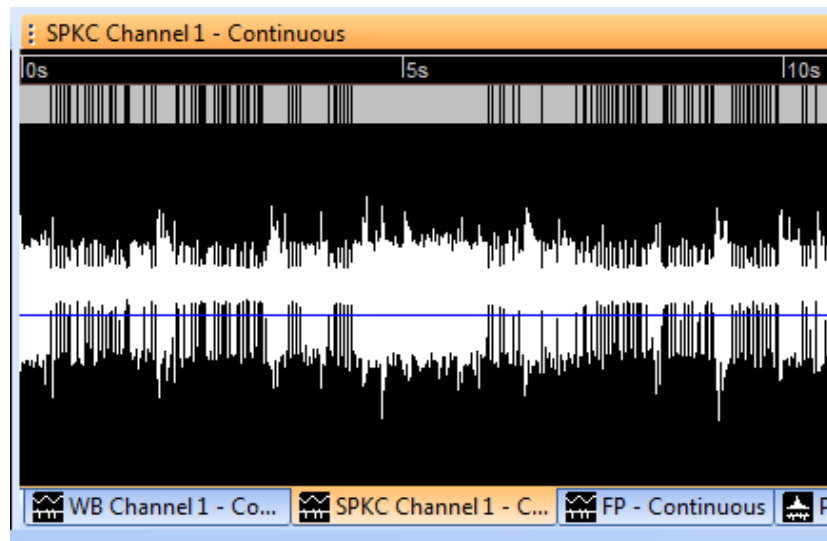 SPKC Channel 1 - Continuous
0s 5s 10s
WB Channel 1 - Co... SPKC Channel 1 - C... FP - Continuous P